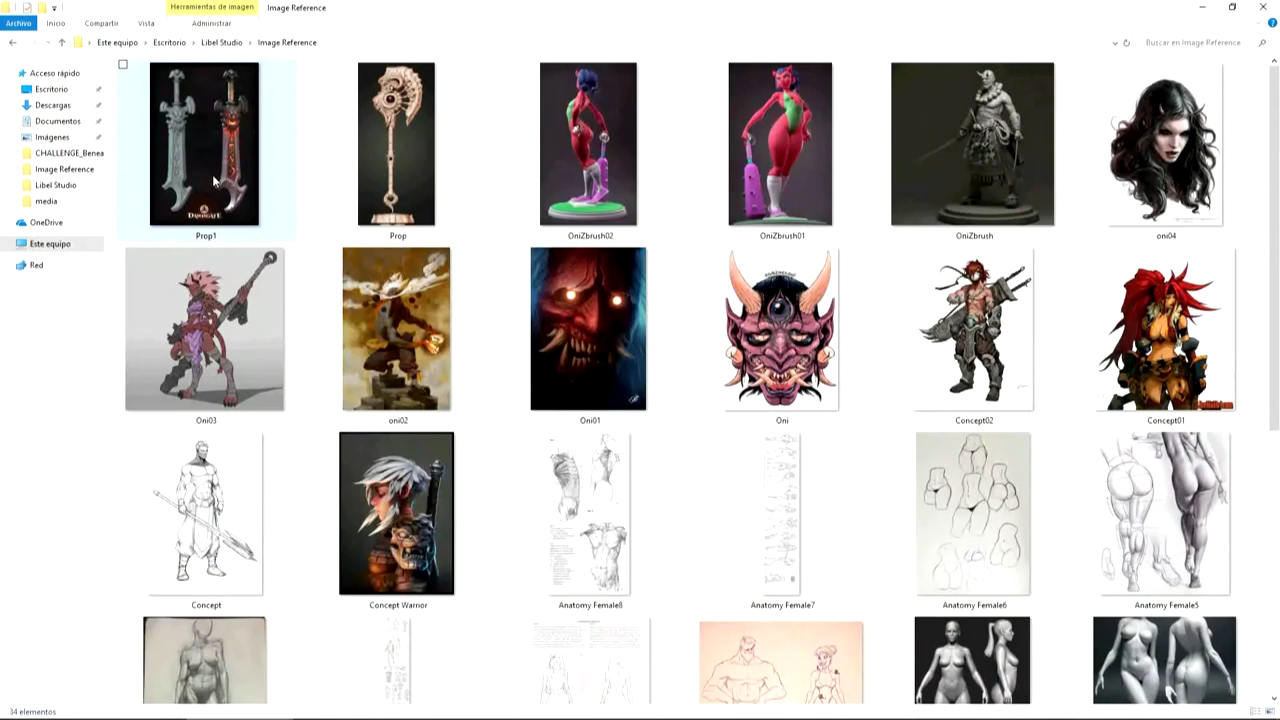 Herramientas de imagen Image Reference
Archivo Inicio Compartir Vista Administrar
Este equipo > Escritorio > Libel Studio > Image Reference
Buscar en Image Reference
Acceso rápido
Escritorio
Descargas
Documentos
Imágenes
CHALLENGE_Benea
Image Reference
Libel Studio
media
OneDrive
Este equipo
Red
Prop1 Prop OniZbrush02 OniZbrush01 OniZbrush oni04
Oni03 oni02 Oni01 Oni Concept02 Concept01
Concept Concept Warrior Anatomy Female8 Anatomy Female7 Anatomy Female6 Anatomy Female5
34 elementos